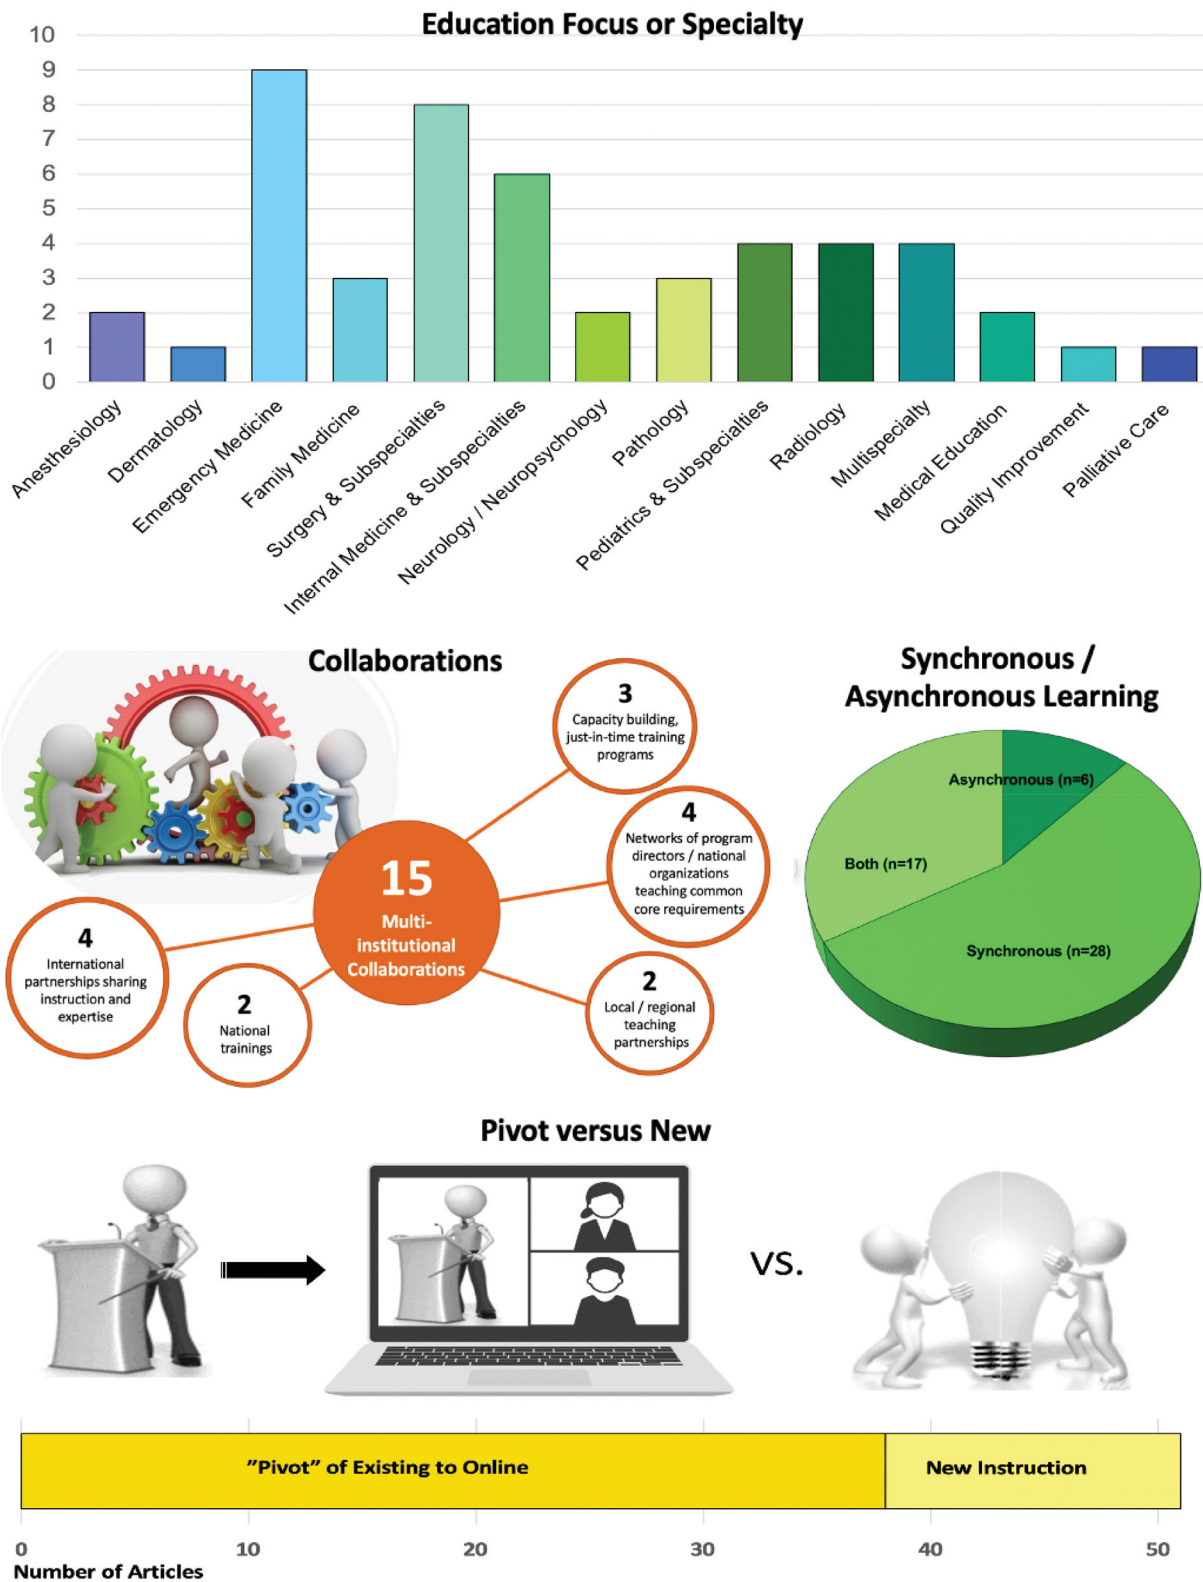 Education Focus or Specialty
10
9
8
7
6
5
4
3
2
1
0
Anesthesiology
Dermatology
Emergency Medicine
Family Medicine
Surgery & Subspecialties
Internal Medicine & Subspecialties
Neurology / Neuropsychology
Pathology
Pediatrics & Subspecialties
Radiology
Multispecialty
Medical Education
Quality Improvement
Palliative Care
Collaborations
3
Capacity building,
just-in-time training
programs
4
Networks of program
directors / national
organizations
teaching common
core requirements
15
Multi-
institutional
Collaborations
4
International
partnerships sharing
instruction and
expertise
2
National
trainings
2
Local / regional
teaching
partnerships
Synchronous /
Asynchronous Learning
Asynchronous (n=6)
Both (n=17)
Synchronous (n=28)
Pivot versus New
VS.
”Pivot” of Existing to Online
New Instruction
0
10
20
30
40
50
Number of Articles